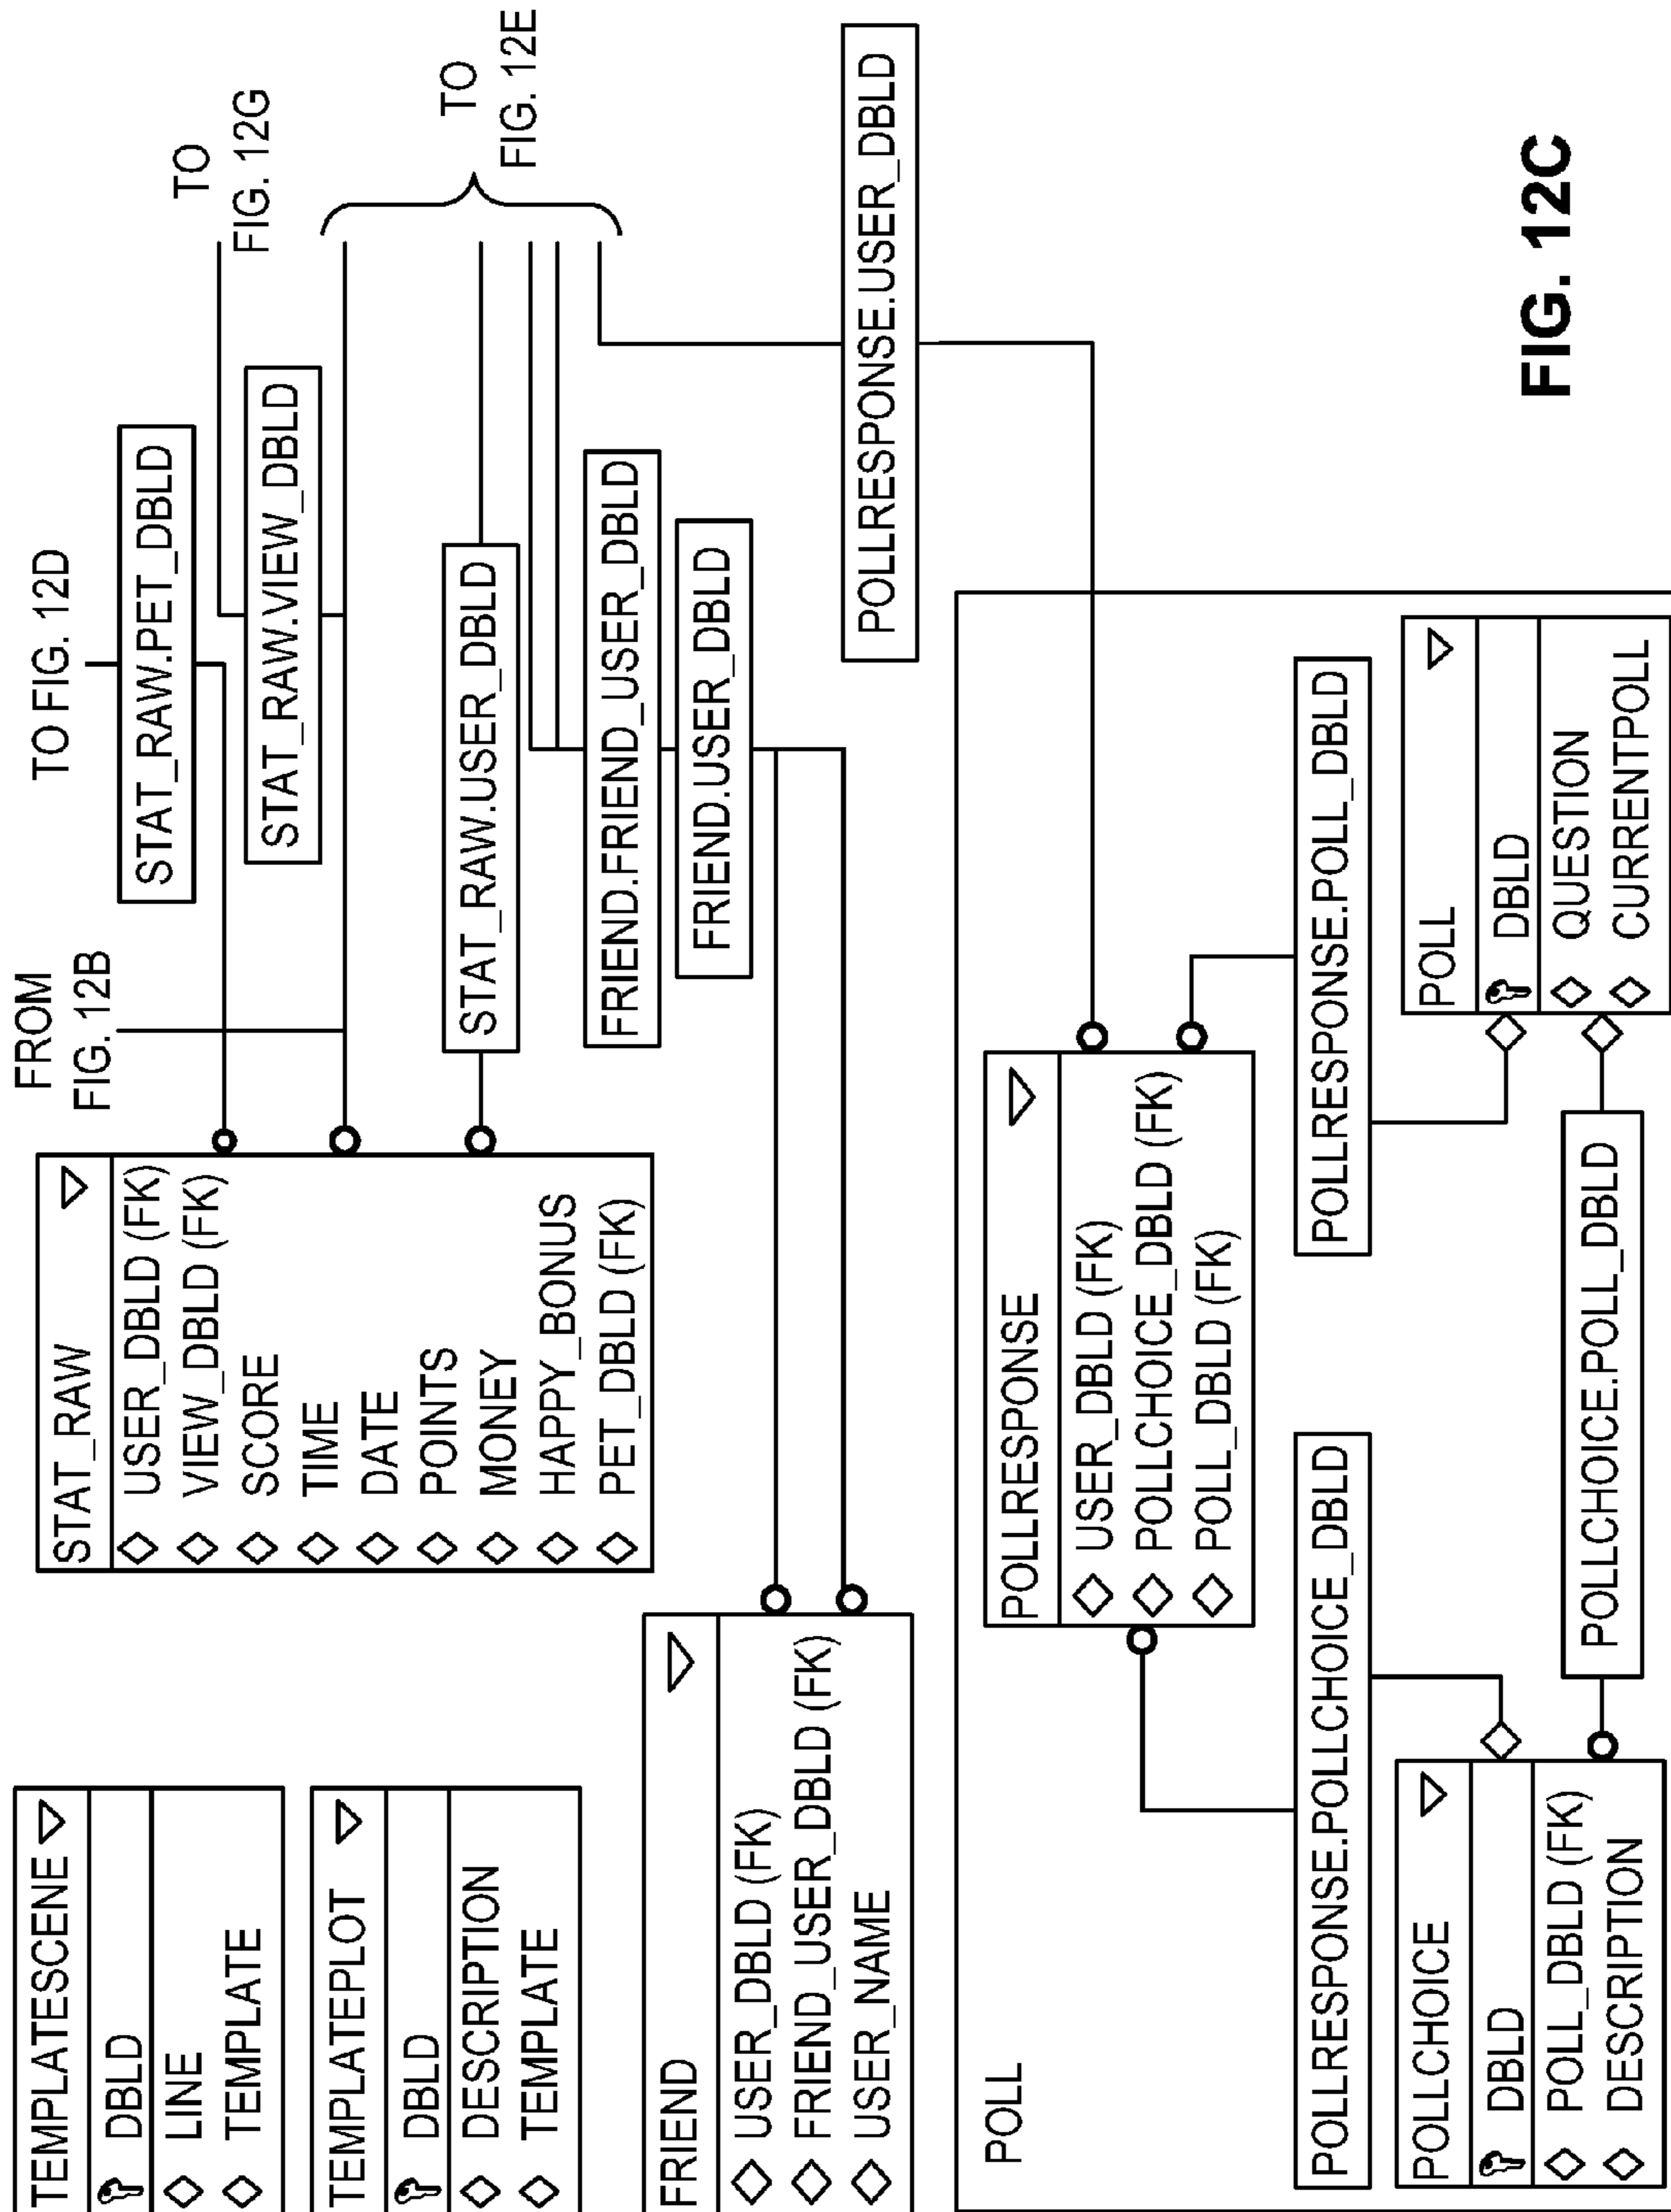 TEMPLATESCENE
DBLD
LINE
TEMPLATE
TEMPLATEPLOT
DBLD
DESCRIPTION
TEMPLATE
FRIEND
USER_DBLD (FK)
FRIEND_USER_DBLD (FK)
USER_NAME
FROM
FIG. 12B
STAT_RAW
USER_DBLD (FK)
VIEW_DBLD (FK)
SCORE
TIME
DATE
POINTS
MONEY
HAPPY_BONUS
PET_DBLD (FK)
TO FIG. 12D
STAT_RAW.PET_DBLD
STAT_RAW.VIEW_DBLD
STAT_RAW.USER_DBLD
FRIEND.FRIEND_USER_DBLD
FRIEND.USER_DBLD
TO
FIG. 12G
TO
FIG. 12E
POLLRESPONSE.USER_DBLD
POLL
POLLRESPONSE
USER_DBLD (FK)
POLLCHOICE_DBLD (FK)
POLL_DBLD (FK)
POLLRESPONSE.POLLCHOICE_DBLD
POLLRESPONSE.POLL_DBLD
POLLCHOICE
DBLD
POLL_DBLD (FK)
DESCRIPTION
POLLCHOICE.POLL_DBLD
POLL
DBLD
QUESTION
CURRENTPOLL
FIG. 12C